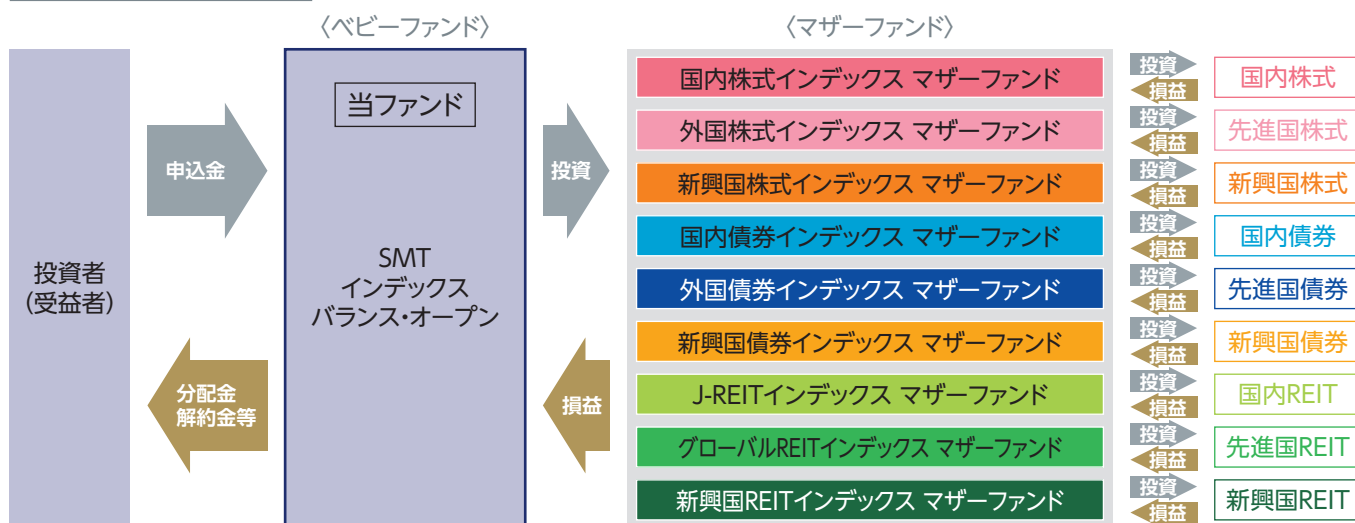 〈ベビーファンド〉
〈マザーファンド〉
投資者
(受益者)
申込金
分配金
解約金等
当ファンド
SMT
インデックス
バランス・オープン
投資
損益
国内株式インデックス マザーファンド
投資
損益
国内株式
外国株式インデックス マザーファンド
投資
損益
先進国株式
新興国株式インデックス マザーファンド
投資
損益
新興国株式
国内債券インデックス マザーファンド
投資
損益
国内債券
外国債券インデックス マザーファンド
投資
損益
先進国債券
新興国債券インデックス マザーファンド
投資
損益
新興国債券
J-REITインデックス マザーファンド
投資
損益
国内REIT
グローバルREITインデックス マザーファンド
投資
損益
先進国REIT
新興国REITインデックス マザーファンド
投資
損益
新興国REIT